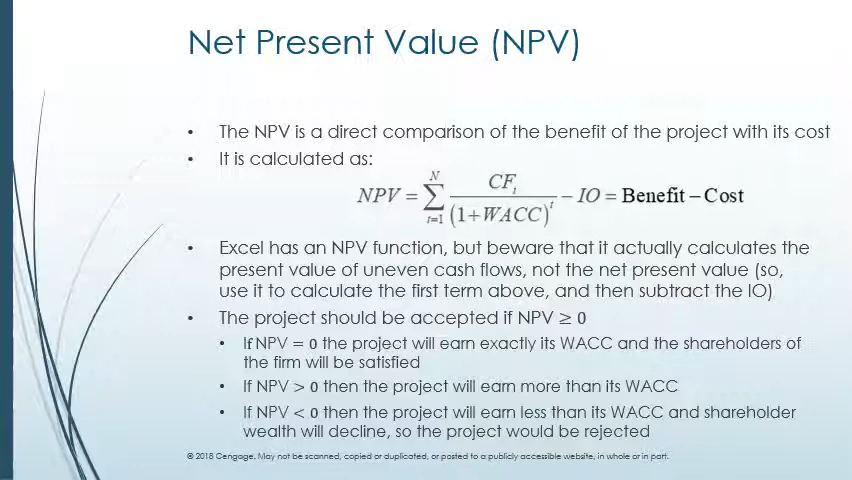 Net Present Value (NPV)
• The NPV is a direct comparison of the benefit of the project with its cost
• It is calculated as:
NPV = \sum_{t=1}^{N} \frac{CF_t}{(1+WACC)^t} − IO = Benefit − Cost
• Excel has an NPV function, but beware that it actually calculates the
present value of uneven cash flows, not the net present value (so,
use it to calculate the first term above, and then subtract the IO)
• The project should be accepted if NPV ≥ 0
• If NPV = 0 the project will earn exactly its WACC and the shareholders of
the firm will be satisfied
• If NPV > 0 then the project will earn more than its WACC
• If NPV < 0 then the project will earn less than its WACC and shareholder
wealth will decline, so the project would be rejected
© 2018 Cengage. May not be scanned, copied or duplicated, or posted to a publicly accessible website, in whole or in part.